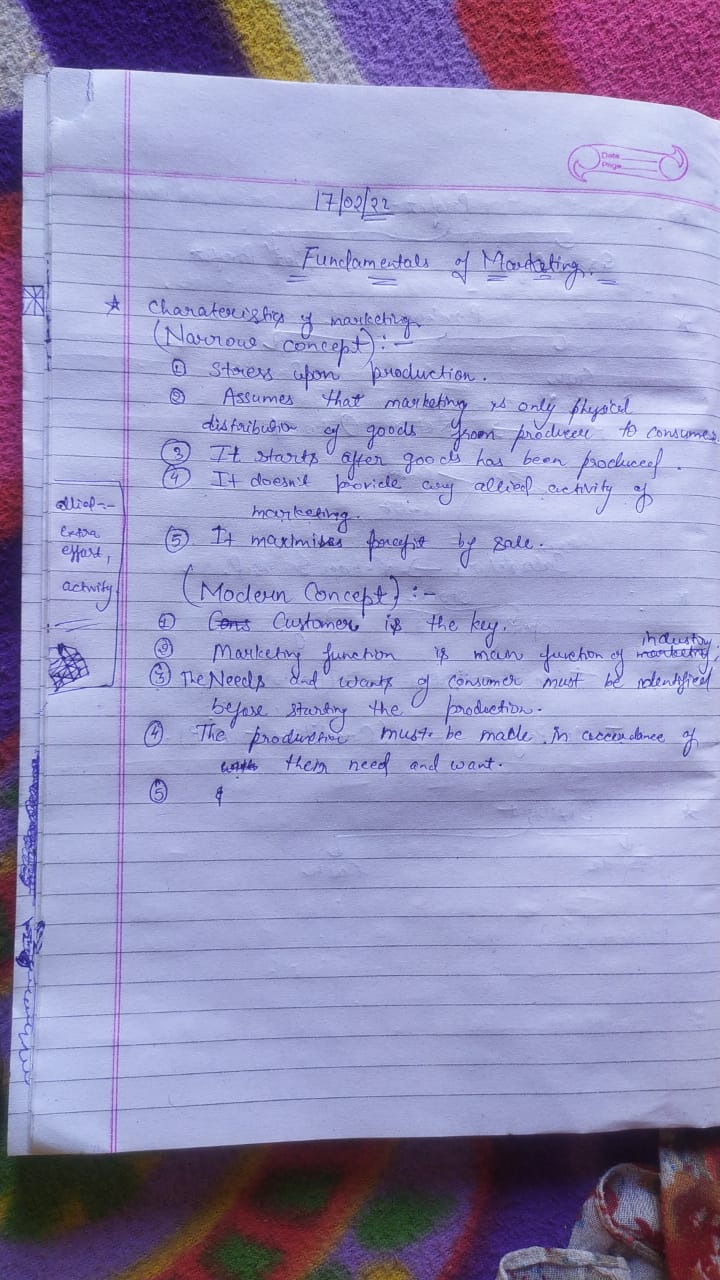 Date
Page
17/02/22
Fundamentals of Marketing.
☆ Charateristics of marketing.
(Narrow concept) :-
① Stress upon production.
② Assumes that marketing is only physical
distribution of goods from producer to consumer
③ It starts after goods has been produced.
④ It doesn't provide any allied activity of
marketing.
⑤ It maximises profit by sale.
allied :-
Extra
effort,
activity
(Modern Concept) :-
① Cons Customer is the key.
② Marketing function is main function of marketing industry.
③ The Needs and wants of consumer must be identified
before starting the production.
④ The production must be made in accordance of
with their need and want.
⑤